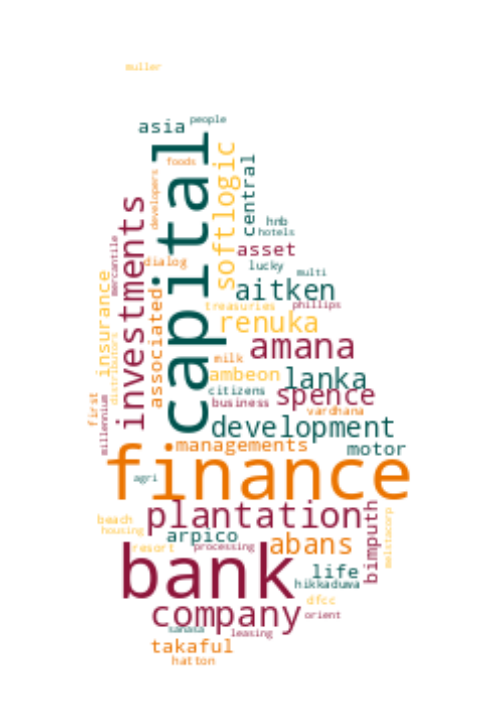 muller
people
asia
capital
foods
developers
softlogic
central
hnb
hotels
investments
mercantile
asset
dialog
lucky
multi
insurance
associated
aitken
treasuries
phillips
renuka
distributors
amana
milk
ambeon
lanka
citizens
spence
business
vardhana
first
millennium
development
managements
motor
finance
agri
plantation
bimputh
melstacorp
beach
housing
arpico
abans
resort
processing
bank
life
hikkaduwa
dfcc
company
orient
sanasa
leasing
takaful
hatton